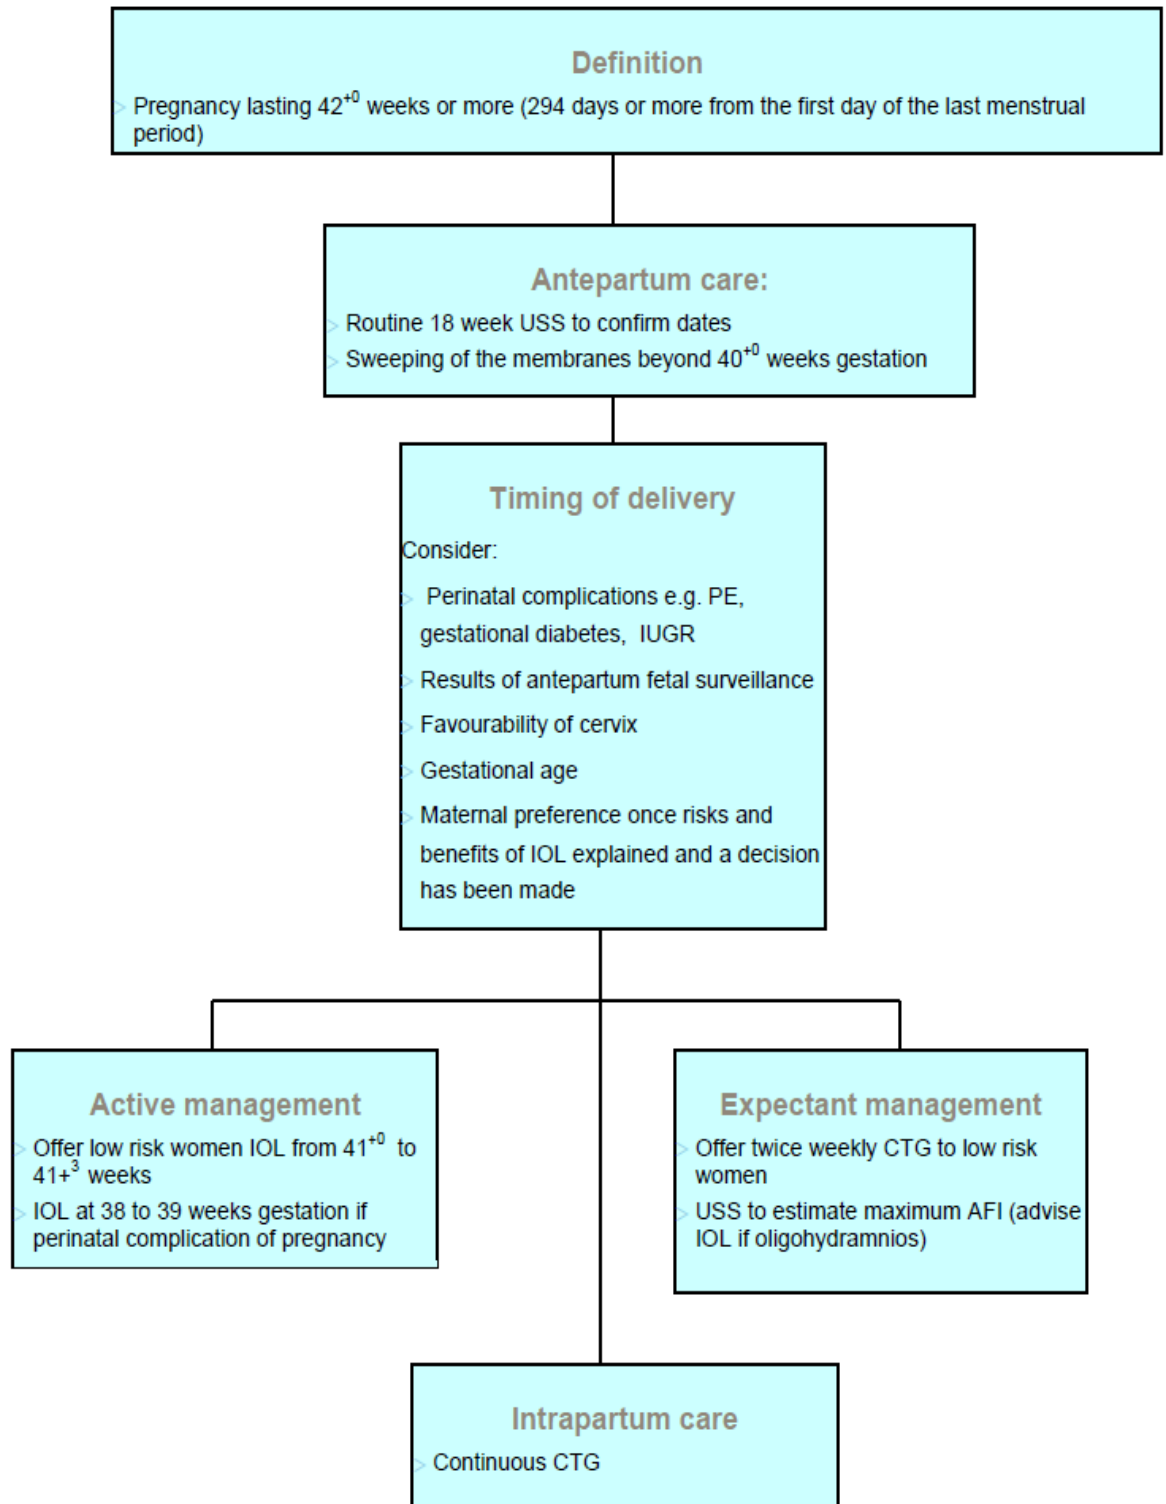 Definition
Pregnancy lasting 42+0 weeks or more (294 days or more from the first day of the last menstrual
period)
Antepartum care:
Routine 18 week USS to confirm dates
Sweeping of the membranes beyond 40+0 weeks gestation
Timing of delivery
Consider:
Perinatal complications e.g. PE,
gestational diabetes, IUGR
Results of antepartum fetal surveillance
Favourability of cervix
Gestational age
Maternal preference once risks and
benefits of IOL explained and a decision
has been made
Active management
Offer low risk women IOL from 41+0 to
41+3 weeks
IOL at 38 to 39 weeks gestation if
perinatal complication of pregnancy
Expectant management
Offer twice weekly CTG to low risk
women
USS to estimate maximum AFI (advise
IOL if oligohydramnios)
Intrapartum care
Continuous CTG